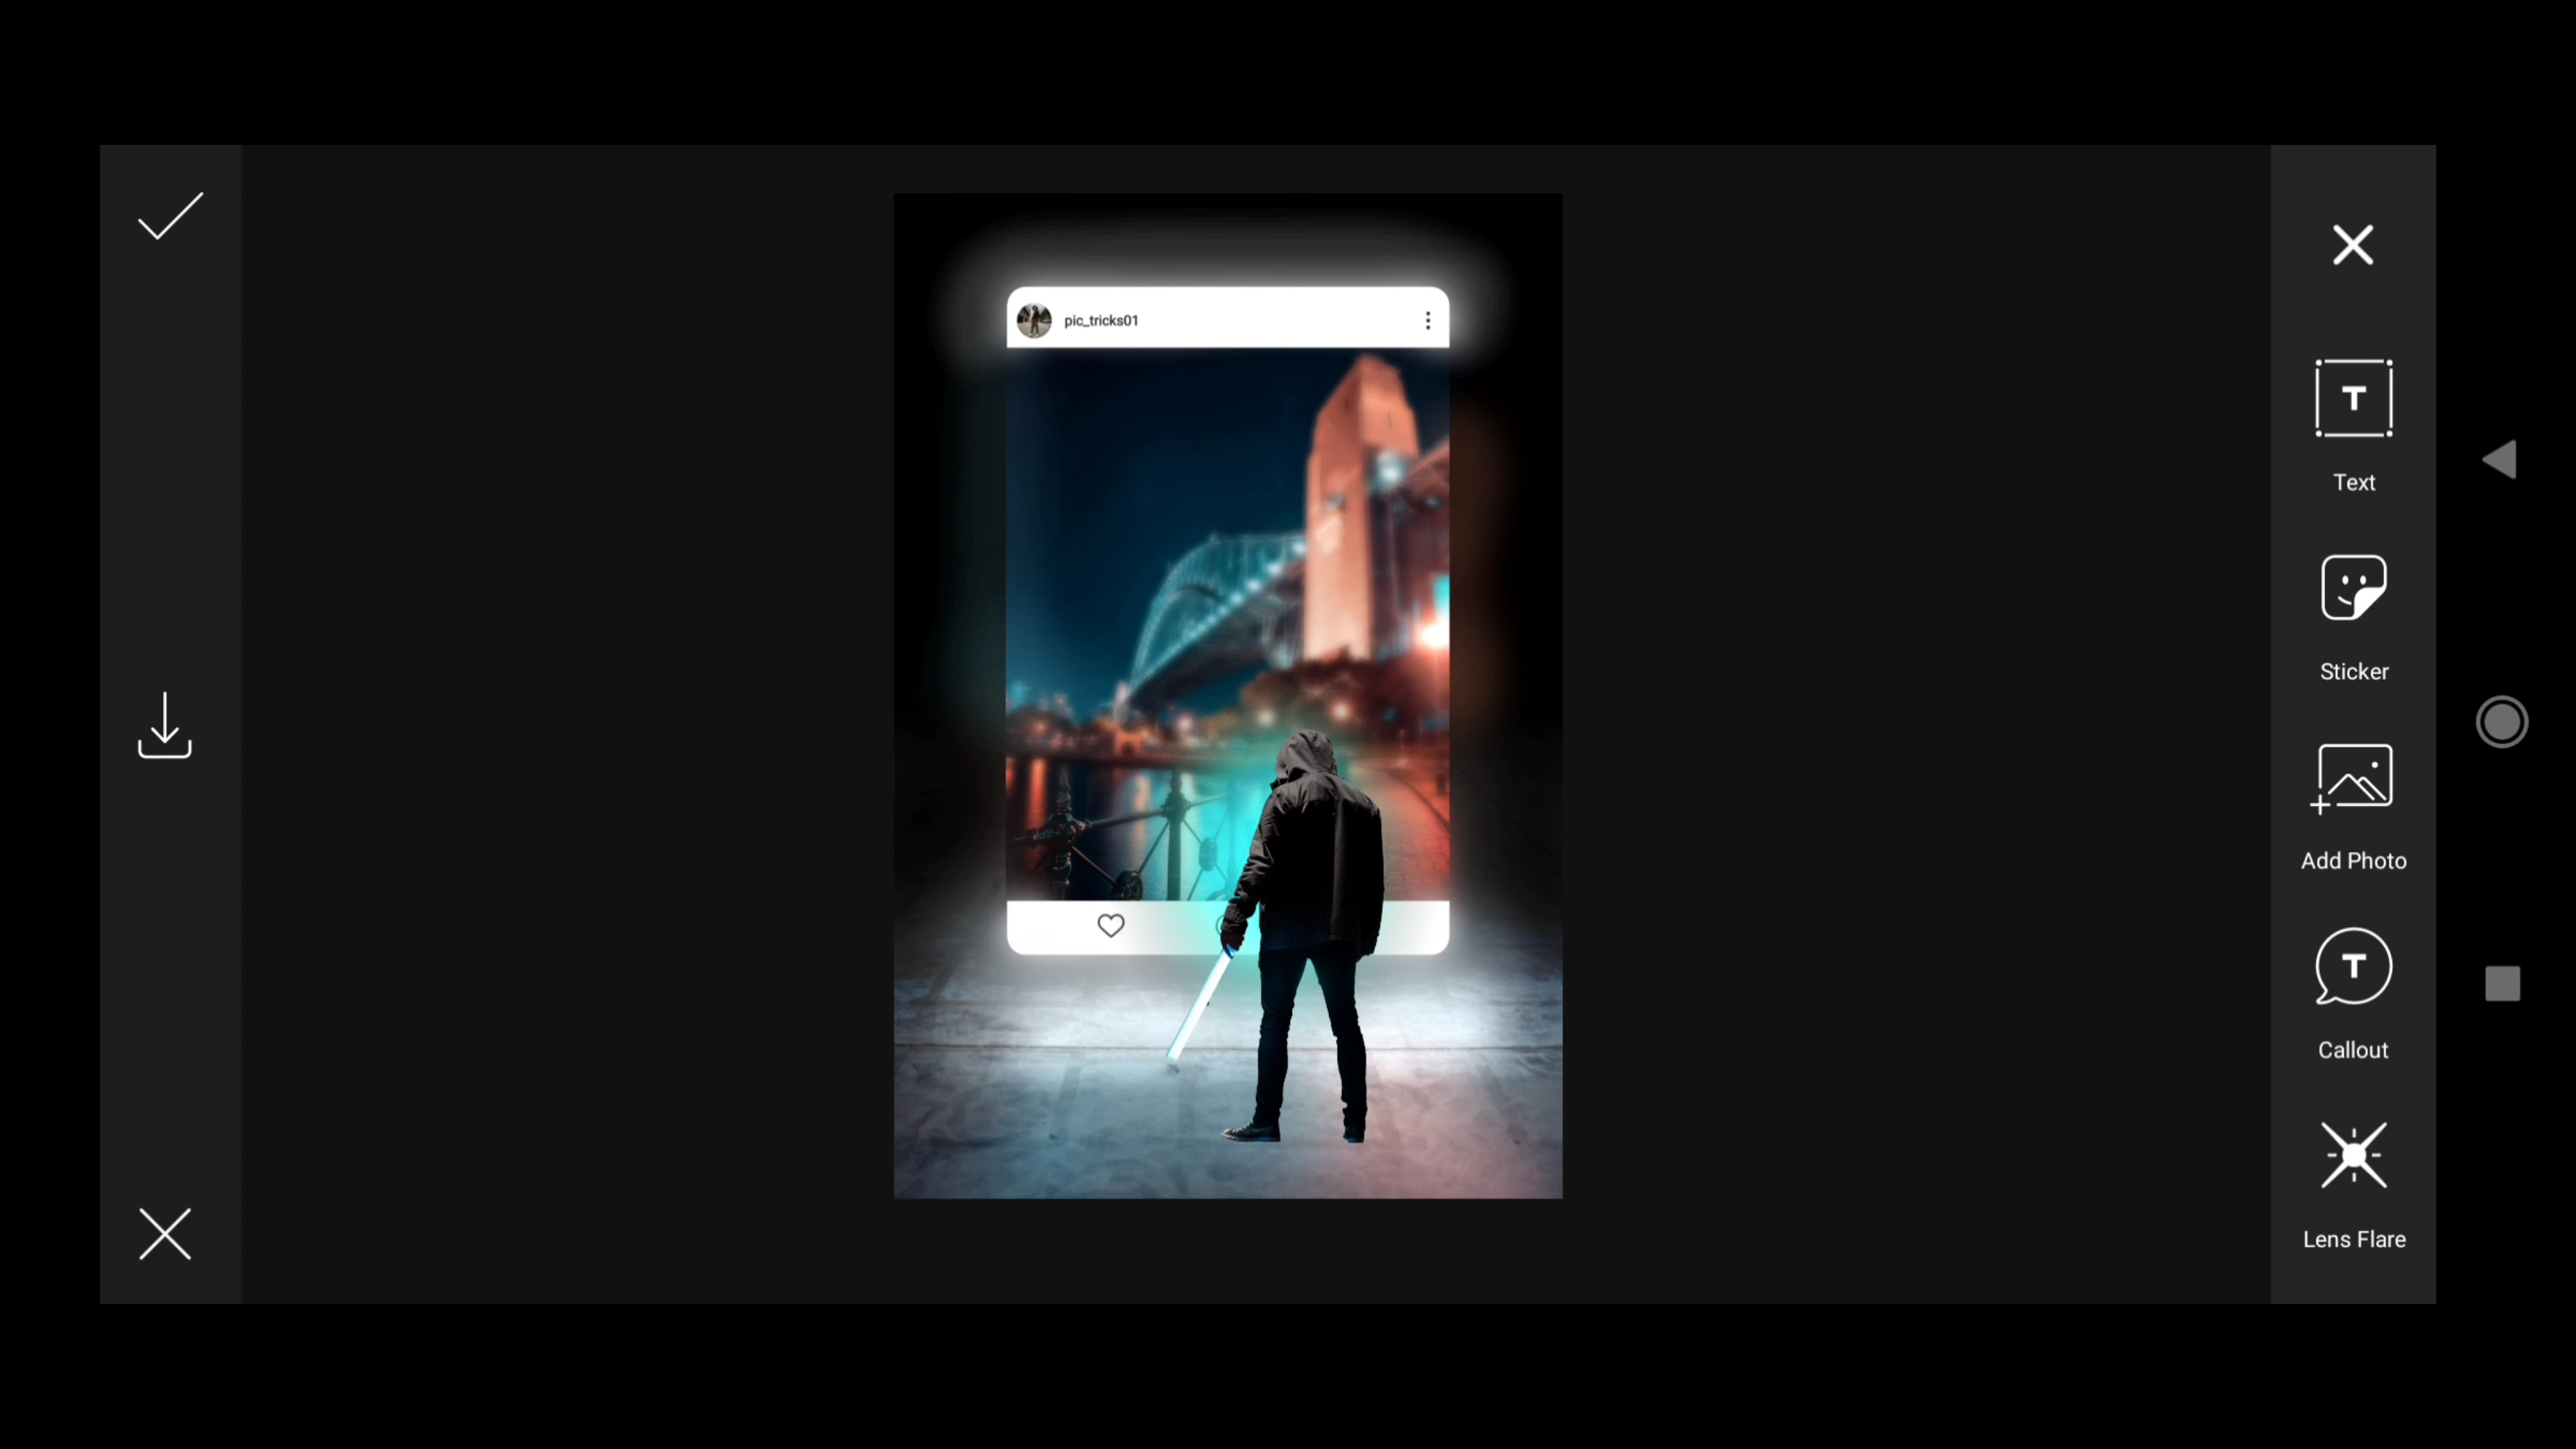 pic_tricks01
T
Text
Sticker
Add Photo
T
Callout
Lens Flare